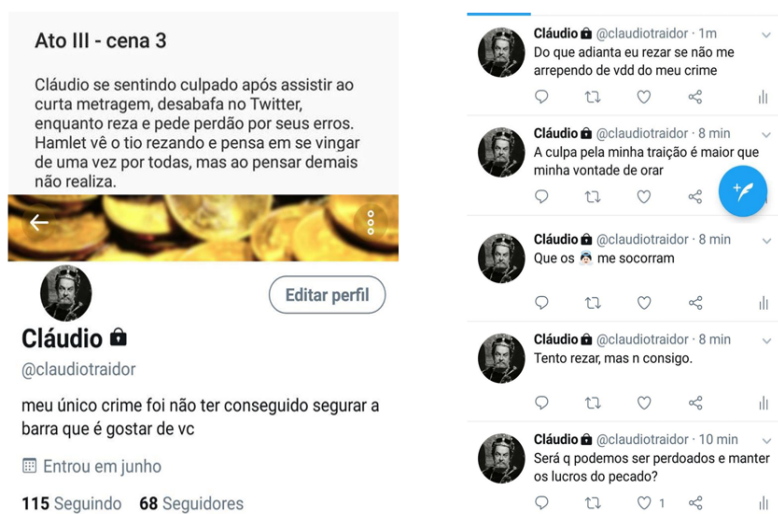 Ato III - cena 3
Cláudio se sentindo culpado após assistir ao
curta metragem, desabafa no Twitter,
enquanto reza e pede perdão por seus erros.
Hamlet vê o tio rezando e pensa em se vingar
de uma vez por todas, mas ao pensar demais
não realiza.
Editar perfil
Cláudio
@claudiotraidor
meu único crime foi não ter conseguido segurar a
barra que é gostar de vc
Entrou em junho
115 Seguindo 68 Seguidores
Cláudio @claudiotraidor · 1m
Do que adianta eu rezar se não me
arrependo de vdd do meu crime
Cláudio @claudiotraidor · 8 min
A culpa pela minha traição é maior que
minha vontade de orar
Cláudio @claudiotraidor · 8 min
Que os 👼🏻 me socorram
Cláudio @claudiotraidor · 8 min
Tento rezar, mas n consigo.
Cláudio @claudiotraidor · 10 min
Será q podemos ser perdoados e manter
os lucros do pecado?
1